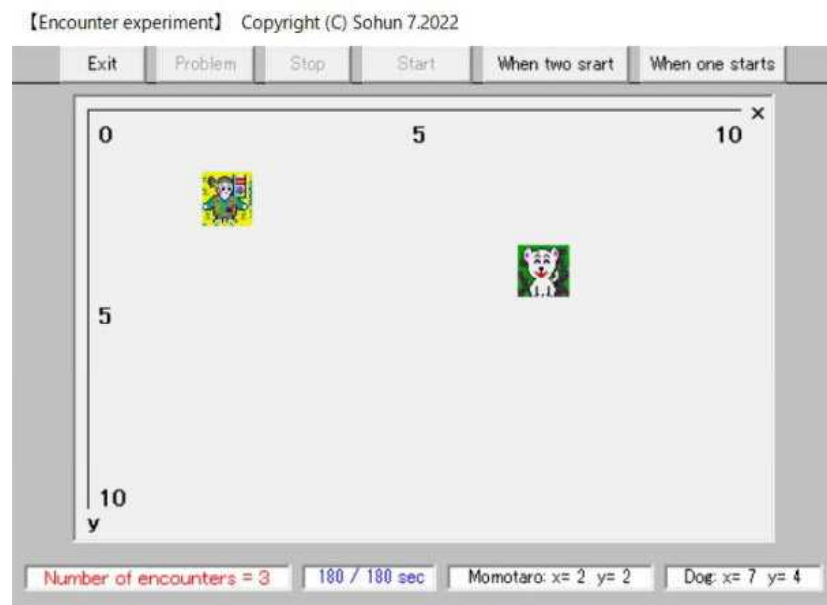 【Encounter experiment】 Copyright (C) Sohun 7.2022
Exit Problem Stop Start When two srart When one starts
x
0 5 10
5
10
y
Number of encounters = 3 180 / 180 sec Momotaro: x= 2 y= 2 Dog: x= 7 y= 4